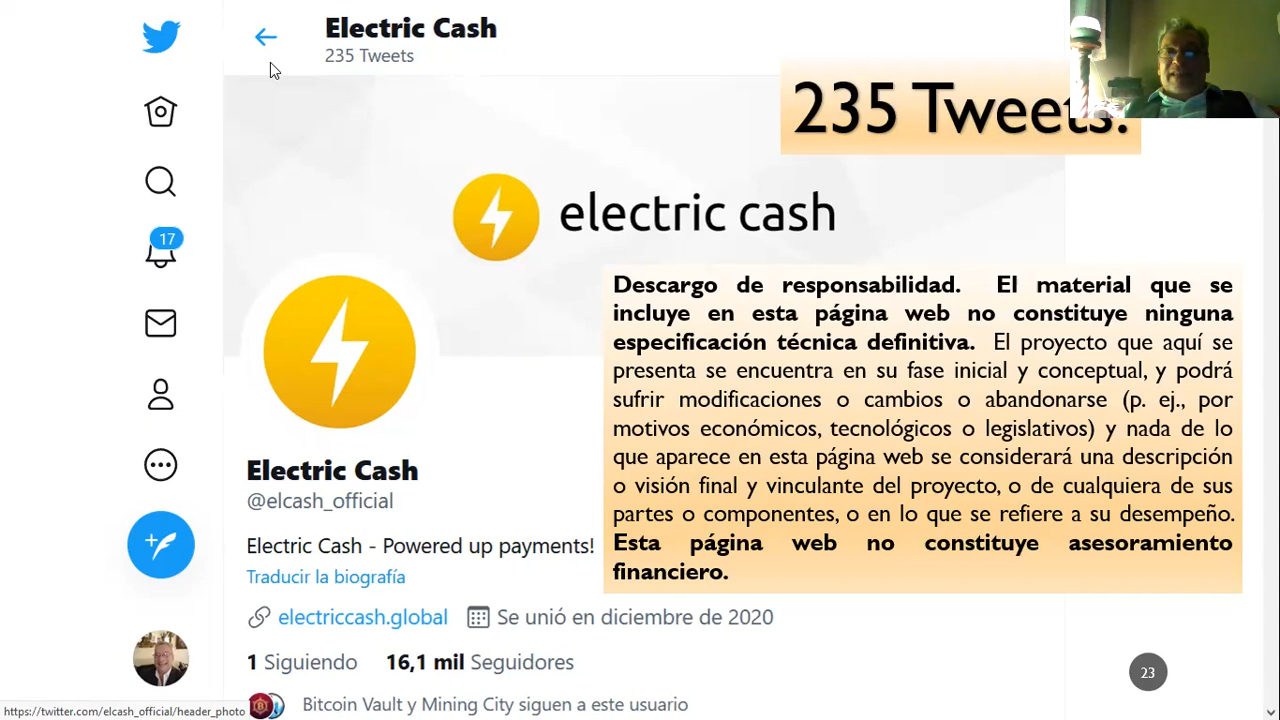 Electric Cash
235 Tweets
235 Tweets.
17
electric cash
Descargo de responsabilidad. El material que se
incluye en esta página web no constituye ninguna
especificación técnica definitiva. El proyecto que aquí se
presenta se encuentra en su fase inicial y conceptual, y podrá
sufrir modificaciones o cambios o abandonarse (p. ej., por
motivos económicos, tecnológicos o legislativos) y nada de lo
que aparece en esta página web se considerará una descripción
o visión final y vinculante del proyecto, o de cualquiera de sus
partes o componentes, o en lo que se refiere a su desempeño.
Esta página web no constituye asesoramiento
financiero.
Electric Cash
@elcash_official
Electric Cash - Powered up payments!
Traducir la biografía
electriccash.global Se unió en diciembre de 2020
1 Siguiendo 16,1 mil Seguidores
23
Bitcoin Vault y Mining City siguen a este usuario
https://twitter.com/elcash_official/header_photo